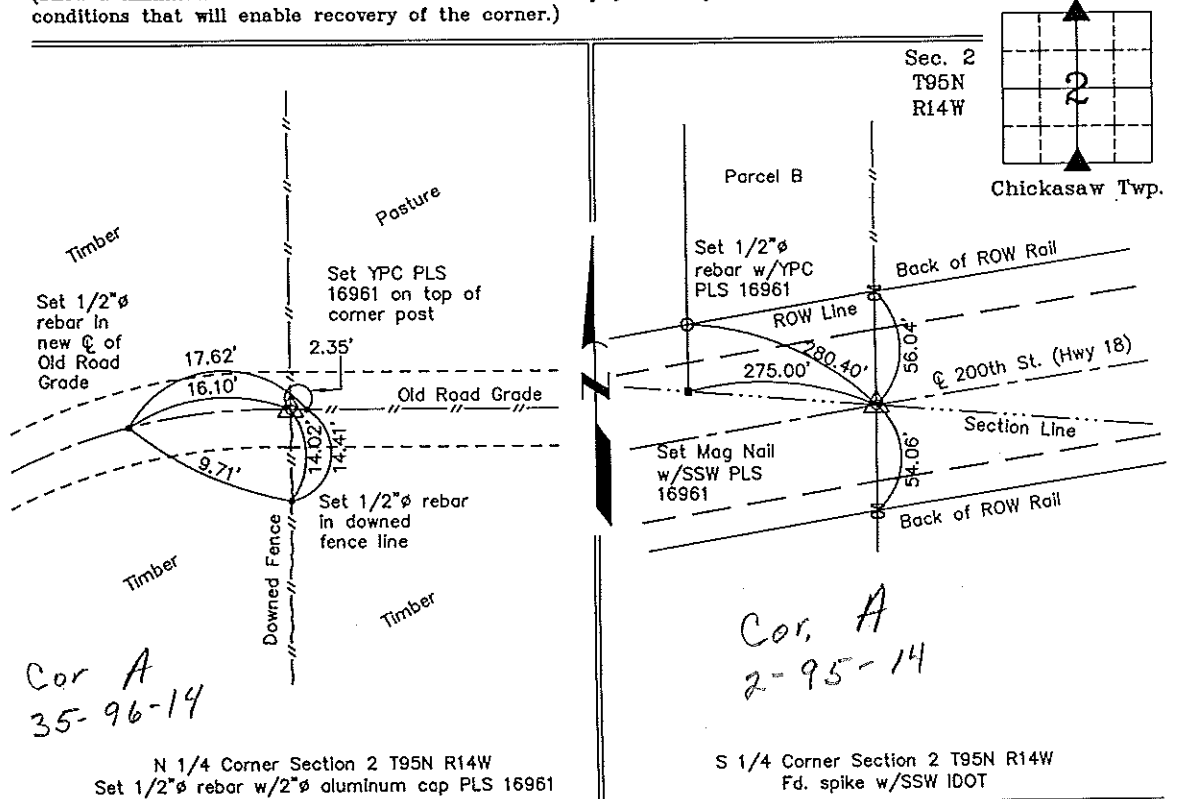 conditions that will enable recovery of the corner.)
Sec. 2
T95N
R14W
2
Chickasaw Twp.
Timber
Pasture
Set 1/2"ø
rebar in
new ℄ of
Old Road
Grade
Set YPC PLS
16961 on top of
corner post
17.62'
2.35'
16.10'
Old Road Grade
14.02'
14.41'
9.71'
Set 1/2"ø rebar
in downed
fence line
Downed Fence
Timber
Timber
Cor A
35-96-14
N 1/4 Corner Section 2 T95N R14W
Set 1/2"ø rebar w/2"ø aluminum cap PLS 16961
Parcel B
Set 1/2"ø
rebar w/YPC
PLS 16961
Back of ROW Rail
ROW Line
56.04'
280.40'
275.00'
℄ 200th St. (Hwy 18)
Z
Section Line
Set Mag Nail
w/SSW PLS
16961
54.06'
Back of ROW Rail
Cor. A
2-95-14
S 1/4 Corner Section 2 T95N R14W
Fd. spike w/SSW IDOT